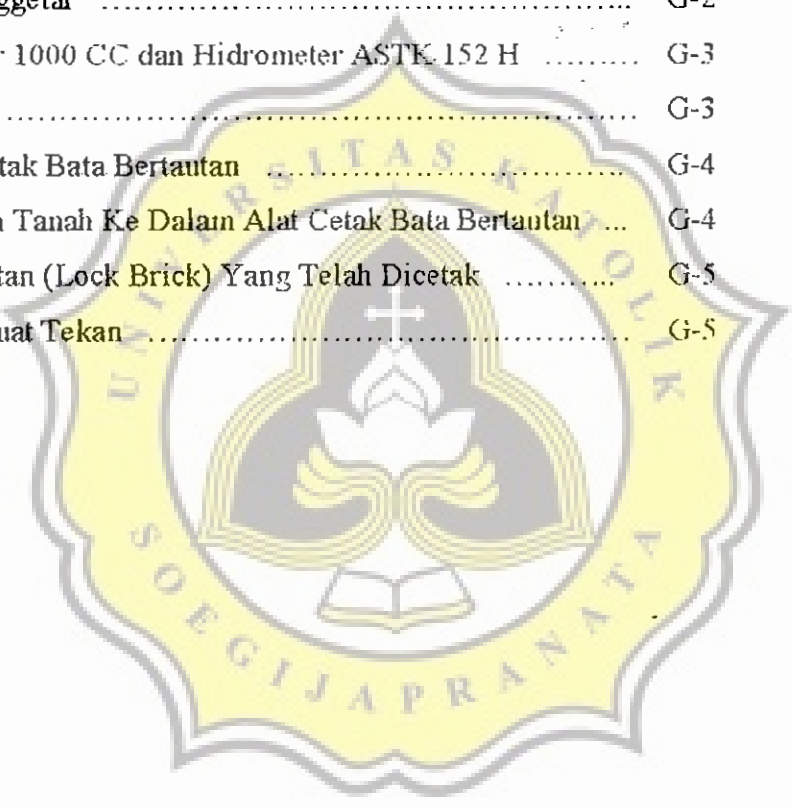 ggetar ................................................ G-2
r 1000 CC dan Hidrometer ASTK 152 H ......... G-3
......................................................... G-3
tak Bata Bertautan ................................. G-4
n Tanah Ke Dalam Alat Cetak Bata Bertautan ... G-4
tan (Lock Brick) Yang Telah Dicetak ........... G-5
uat Tekan ........................................... G-5
UNIVERSITAS KATOLIK
SOEGIJAPRANATA